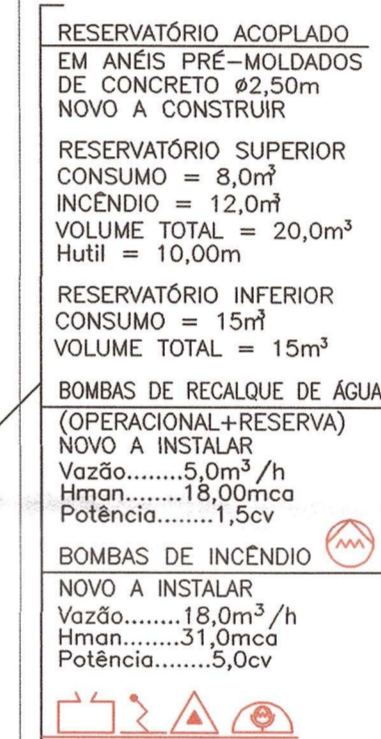 RESERVATÓRIO ACOPLADO
EM ANÉIS PRÉ-MOLDADOS
DE CONCRETO ø2,50m
NOVO A CONSTRUIR
RESERVATÓRIO SUPERIOR
CONSUMO = 8,0m³
INCÊNDIO = 12,0m³
VOLUME TOTAL = 20,0m³
Hutil = 10,00m
RESERVATÓRIO INFERIOR
CONSUMO = 15m³
VOLUME TOTAL = 15m³
BOMBAS DE RECALQUE DE ÁGUA
(OPERACIONAL+RESERVA)
NOVO A INSTALAR
Vazão........5,0m³/h
Hman........18,00mca
Potência........1,5cv
BOMBAS DE INCÊNDIO
NOVO A INSTALAR
Vazão........18,0m³/h
Hman........31,0mca
Potência........5,0cv